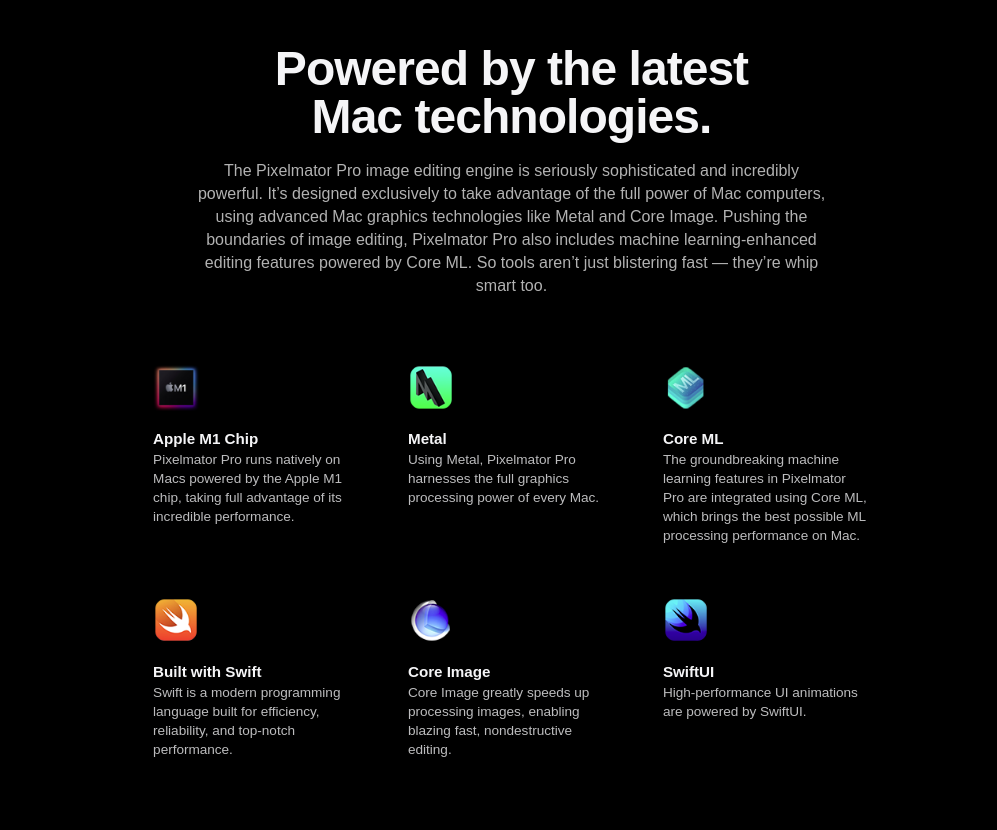 Powered by the latest
Mac technologies.
The Pixelmator Pro image editing engine is seriously sophisticated and incredibly
powerful. It’s designed exclusively to take advantage of the full power of Mac computers,
using advanced Mac graphics technologies like Metal and Core Image. Pushing the
boundaries of image editing, Pixelmator Pro also includes machine learning-enhanced
editing features powered by Core ML. So tools aren’t just blistering fast — they’re whip
smart too.
M1
Apple M1 Chip
Pixelmator Pro runs natively on
Macs powered by the Apple M1
chip, taking full advantage of its
incredible performance.
Metal
Using Metal, Pixelmator Pro
harnesses the full graphics
processing power of every Mac.
ML
Core ML
The groundbreaking machine
learning features in Pixelmator
Pro are integrated using Core ML,
which brings the best possible ML
processing performance on Mac.
Built with Swift
Swift is a modern programming
language built for efficiency,
reliability, and top-notch
performance.
Core Image
Core Image greatly speeds up
processing images, enabling
blazing fast, nondestructive
editing.
SwiftUI
High-performance UI animations
are powered by SwiftUI.